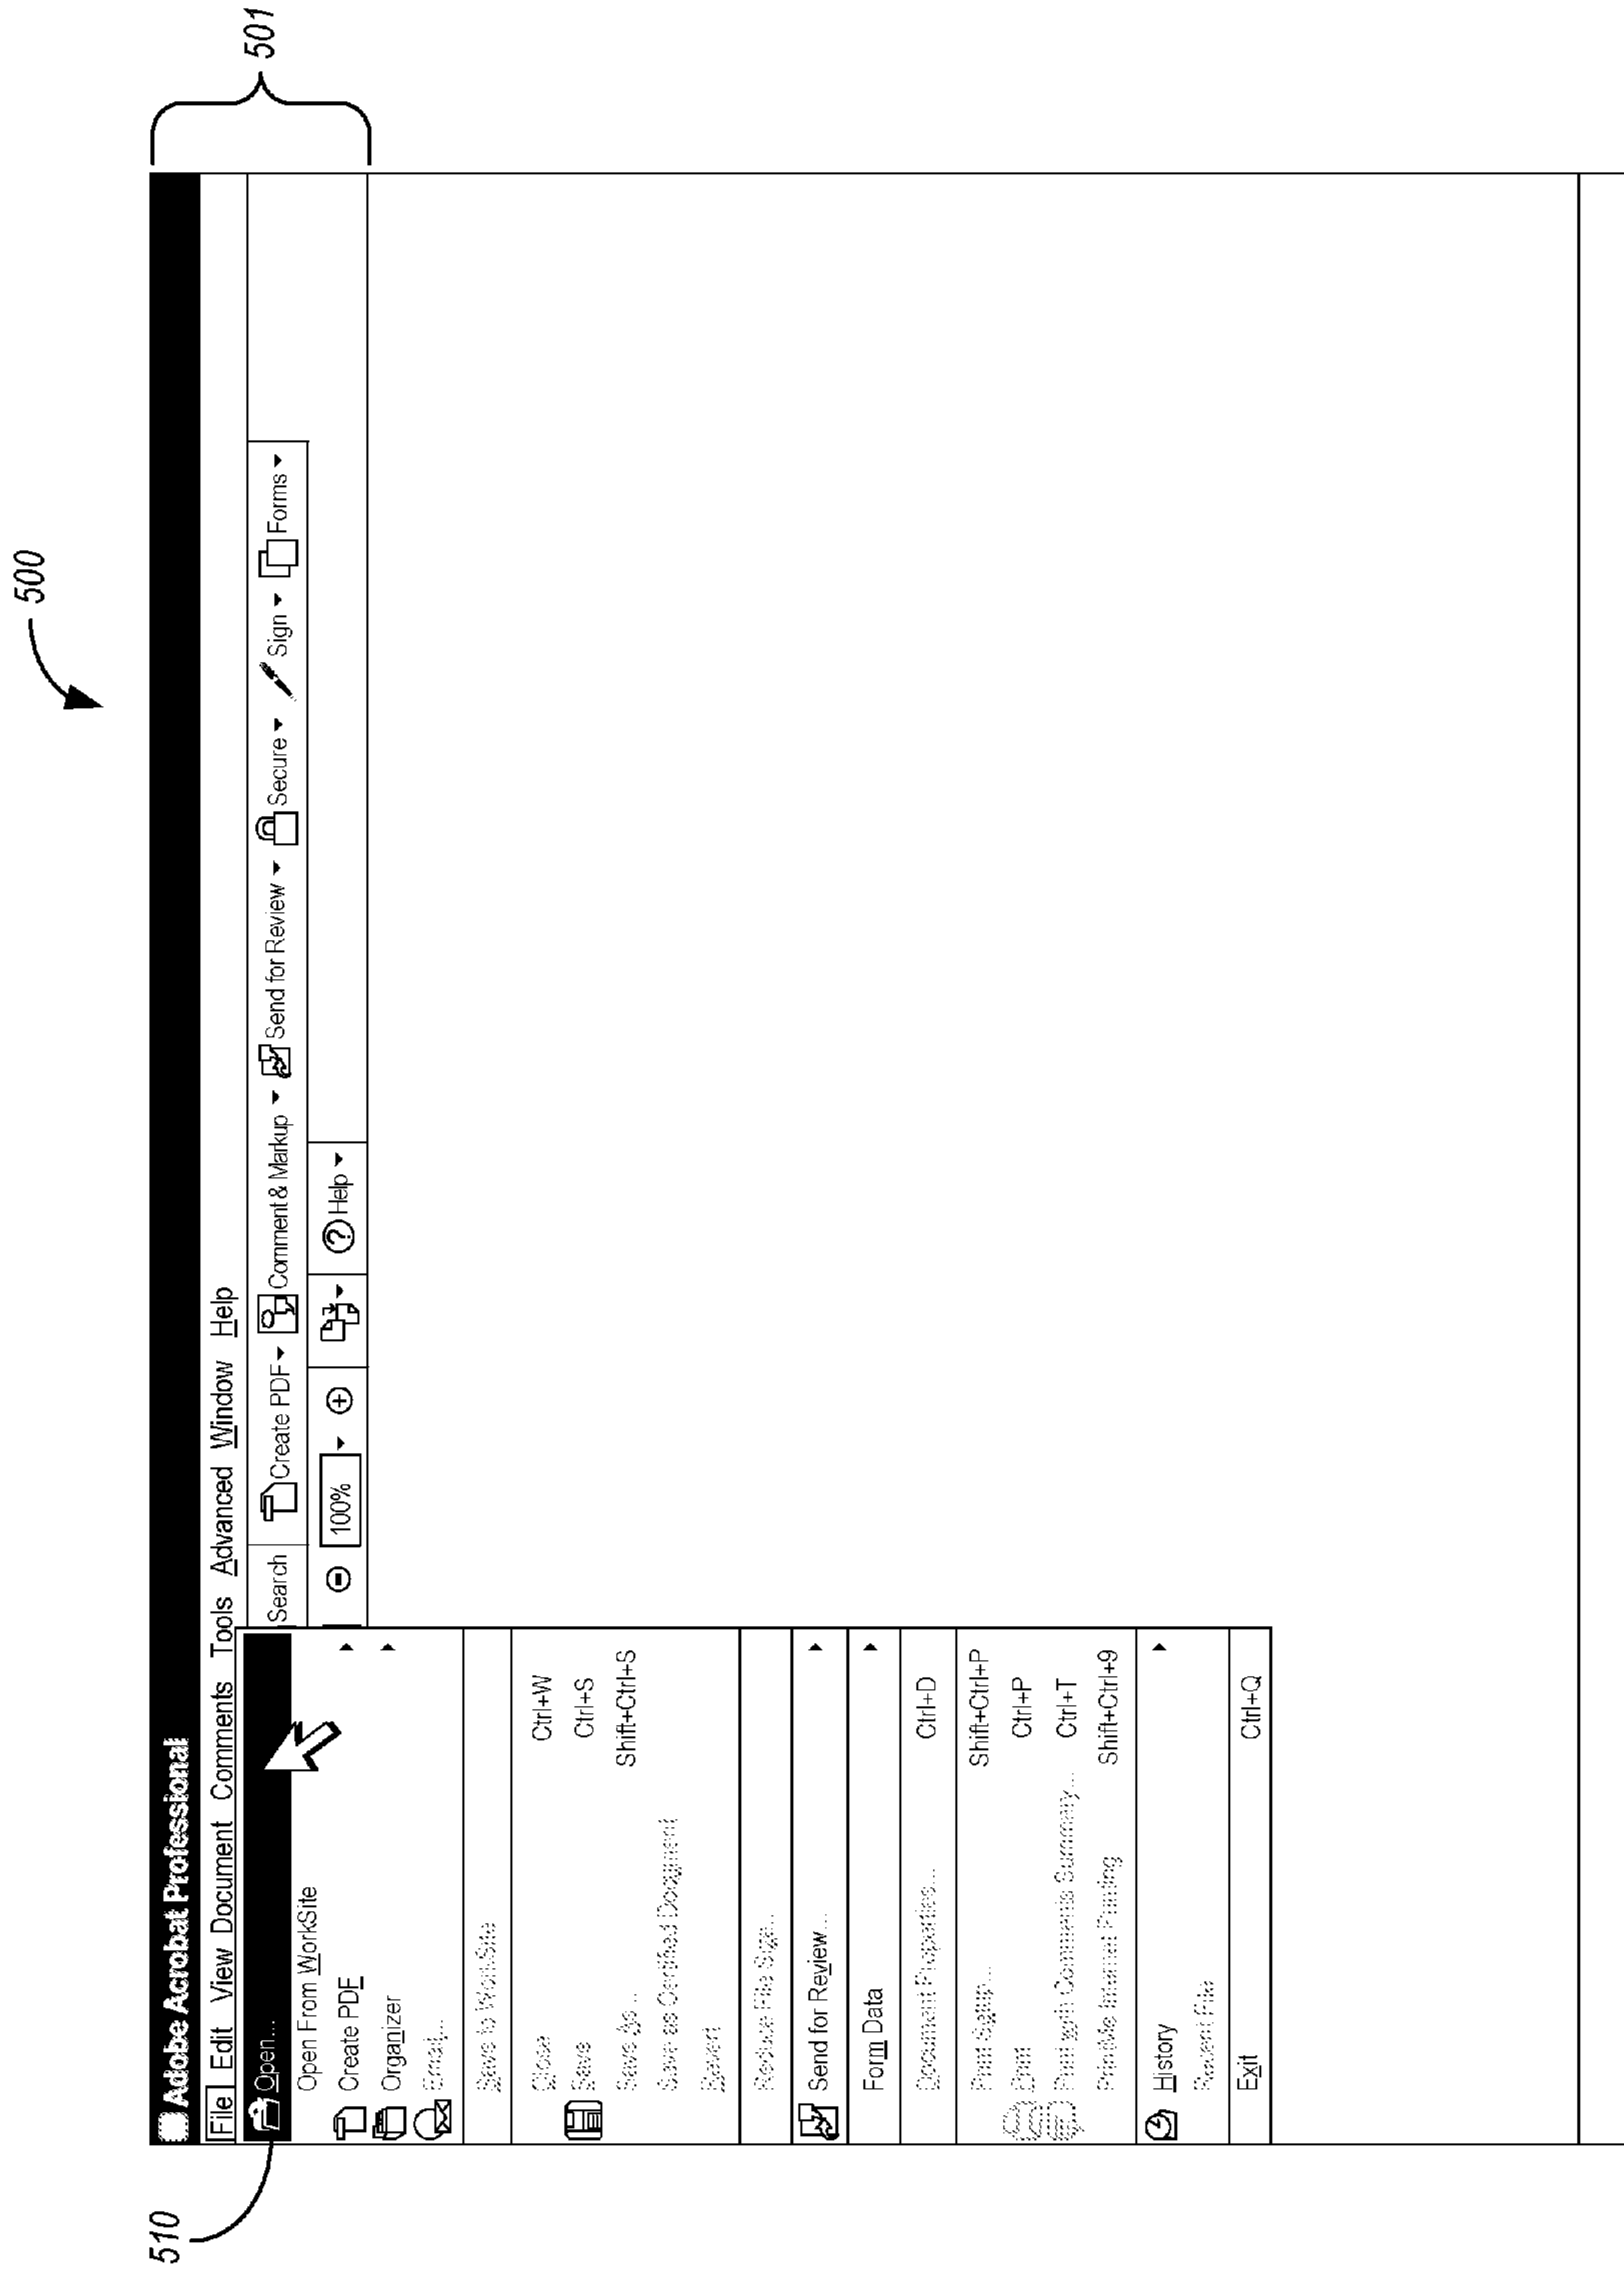 500
501
Adobe Acrobat Professional
File Edit View Document Comments Tools Advanced Window Help
510
Open...
Search Create PDF Comment & Markup Send for Review Secure Sign Forms
Open From WorkSite
100% Help
Create PDF
Organizer
Email...
Save to WorkSite
Close Ctrl+W
Save Ctrl+S
Save As... Shift+Ctrl+S
Save as Certified Document
Revert
Reduce File Size...
Send for Review...
Form Data
Document Properties... Ctrl+D
Print Setup... Shift+Ctrl+P
Print Ctrl+P
Print with Comments Summary... Ctrl+T
PrintMe Internet Printing Shift+Ctrl+9
History
Recent File
Exit Ctrl+Q